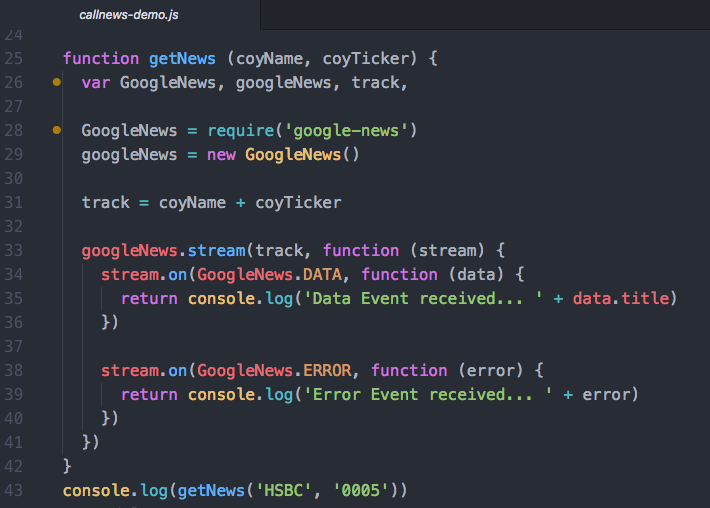 callnews-demo.js
24
25 function getNews (coyName, coyTicker) {
26 var GoogleNews, googleNews, track,
27
28 GoogleNews = require('google-news')
29 googleNews = new GoogleNews()
30
31 track = coyName + coyTicker
32
33 googleNews.stream(track, function (stream) {
34 stream.on(GoogleNews.DATA, function (data) {
35 return console.log('Data Event received... ' + data.title)
36 })
37
38 stream.on(GoogleNews.ERROR, function (error) {
39 return console.log('Error Event received... ' + error)
40 })
41 })
42 }
43 console.log(getNews('HSBC', '0005'))